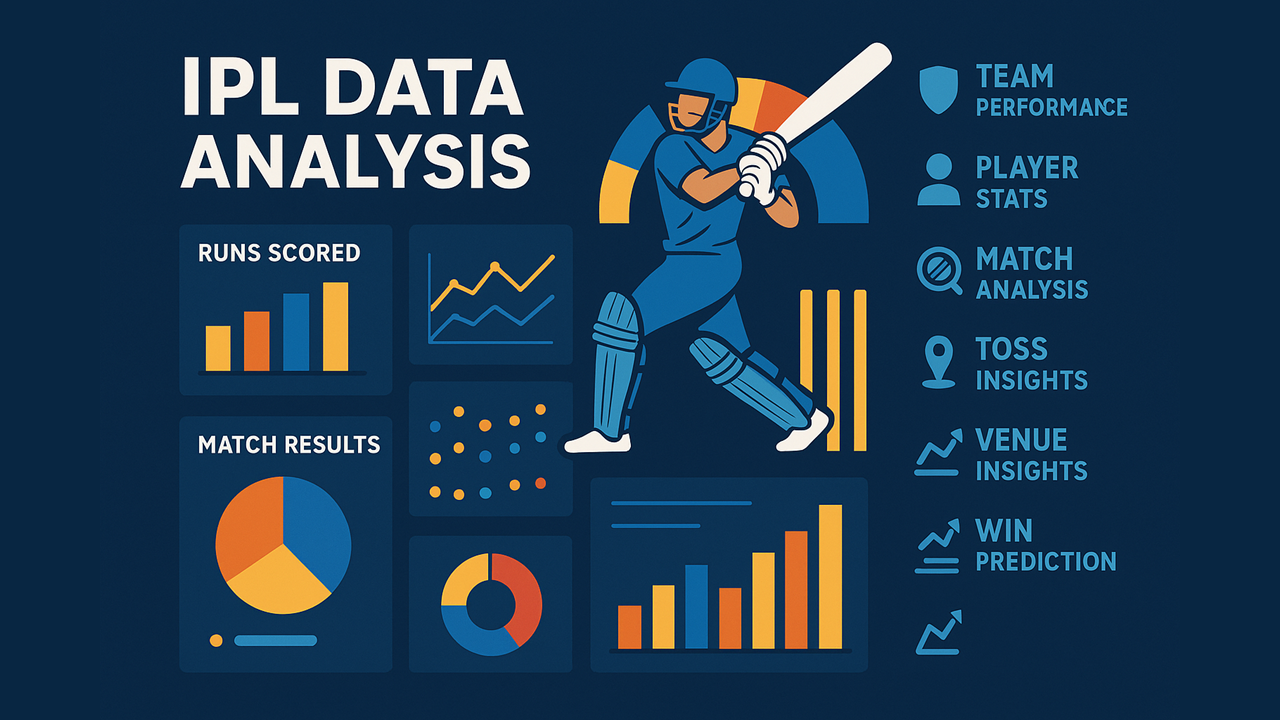 IPL DATA
ANALYSIS
RUNS SCORED
MATCH RESULTS
TEAM
PERFORMANCE
PLAYER
STATS
MATCH
ANALYSIS
TOSS
INSIGHTS
VENUE
INSIGHTS
WIN
PREDICTION